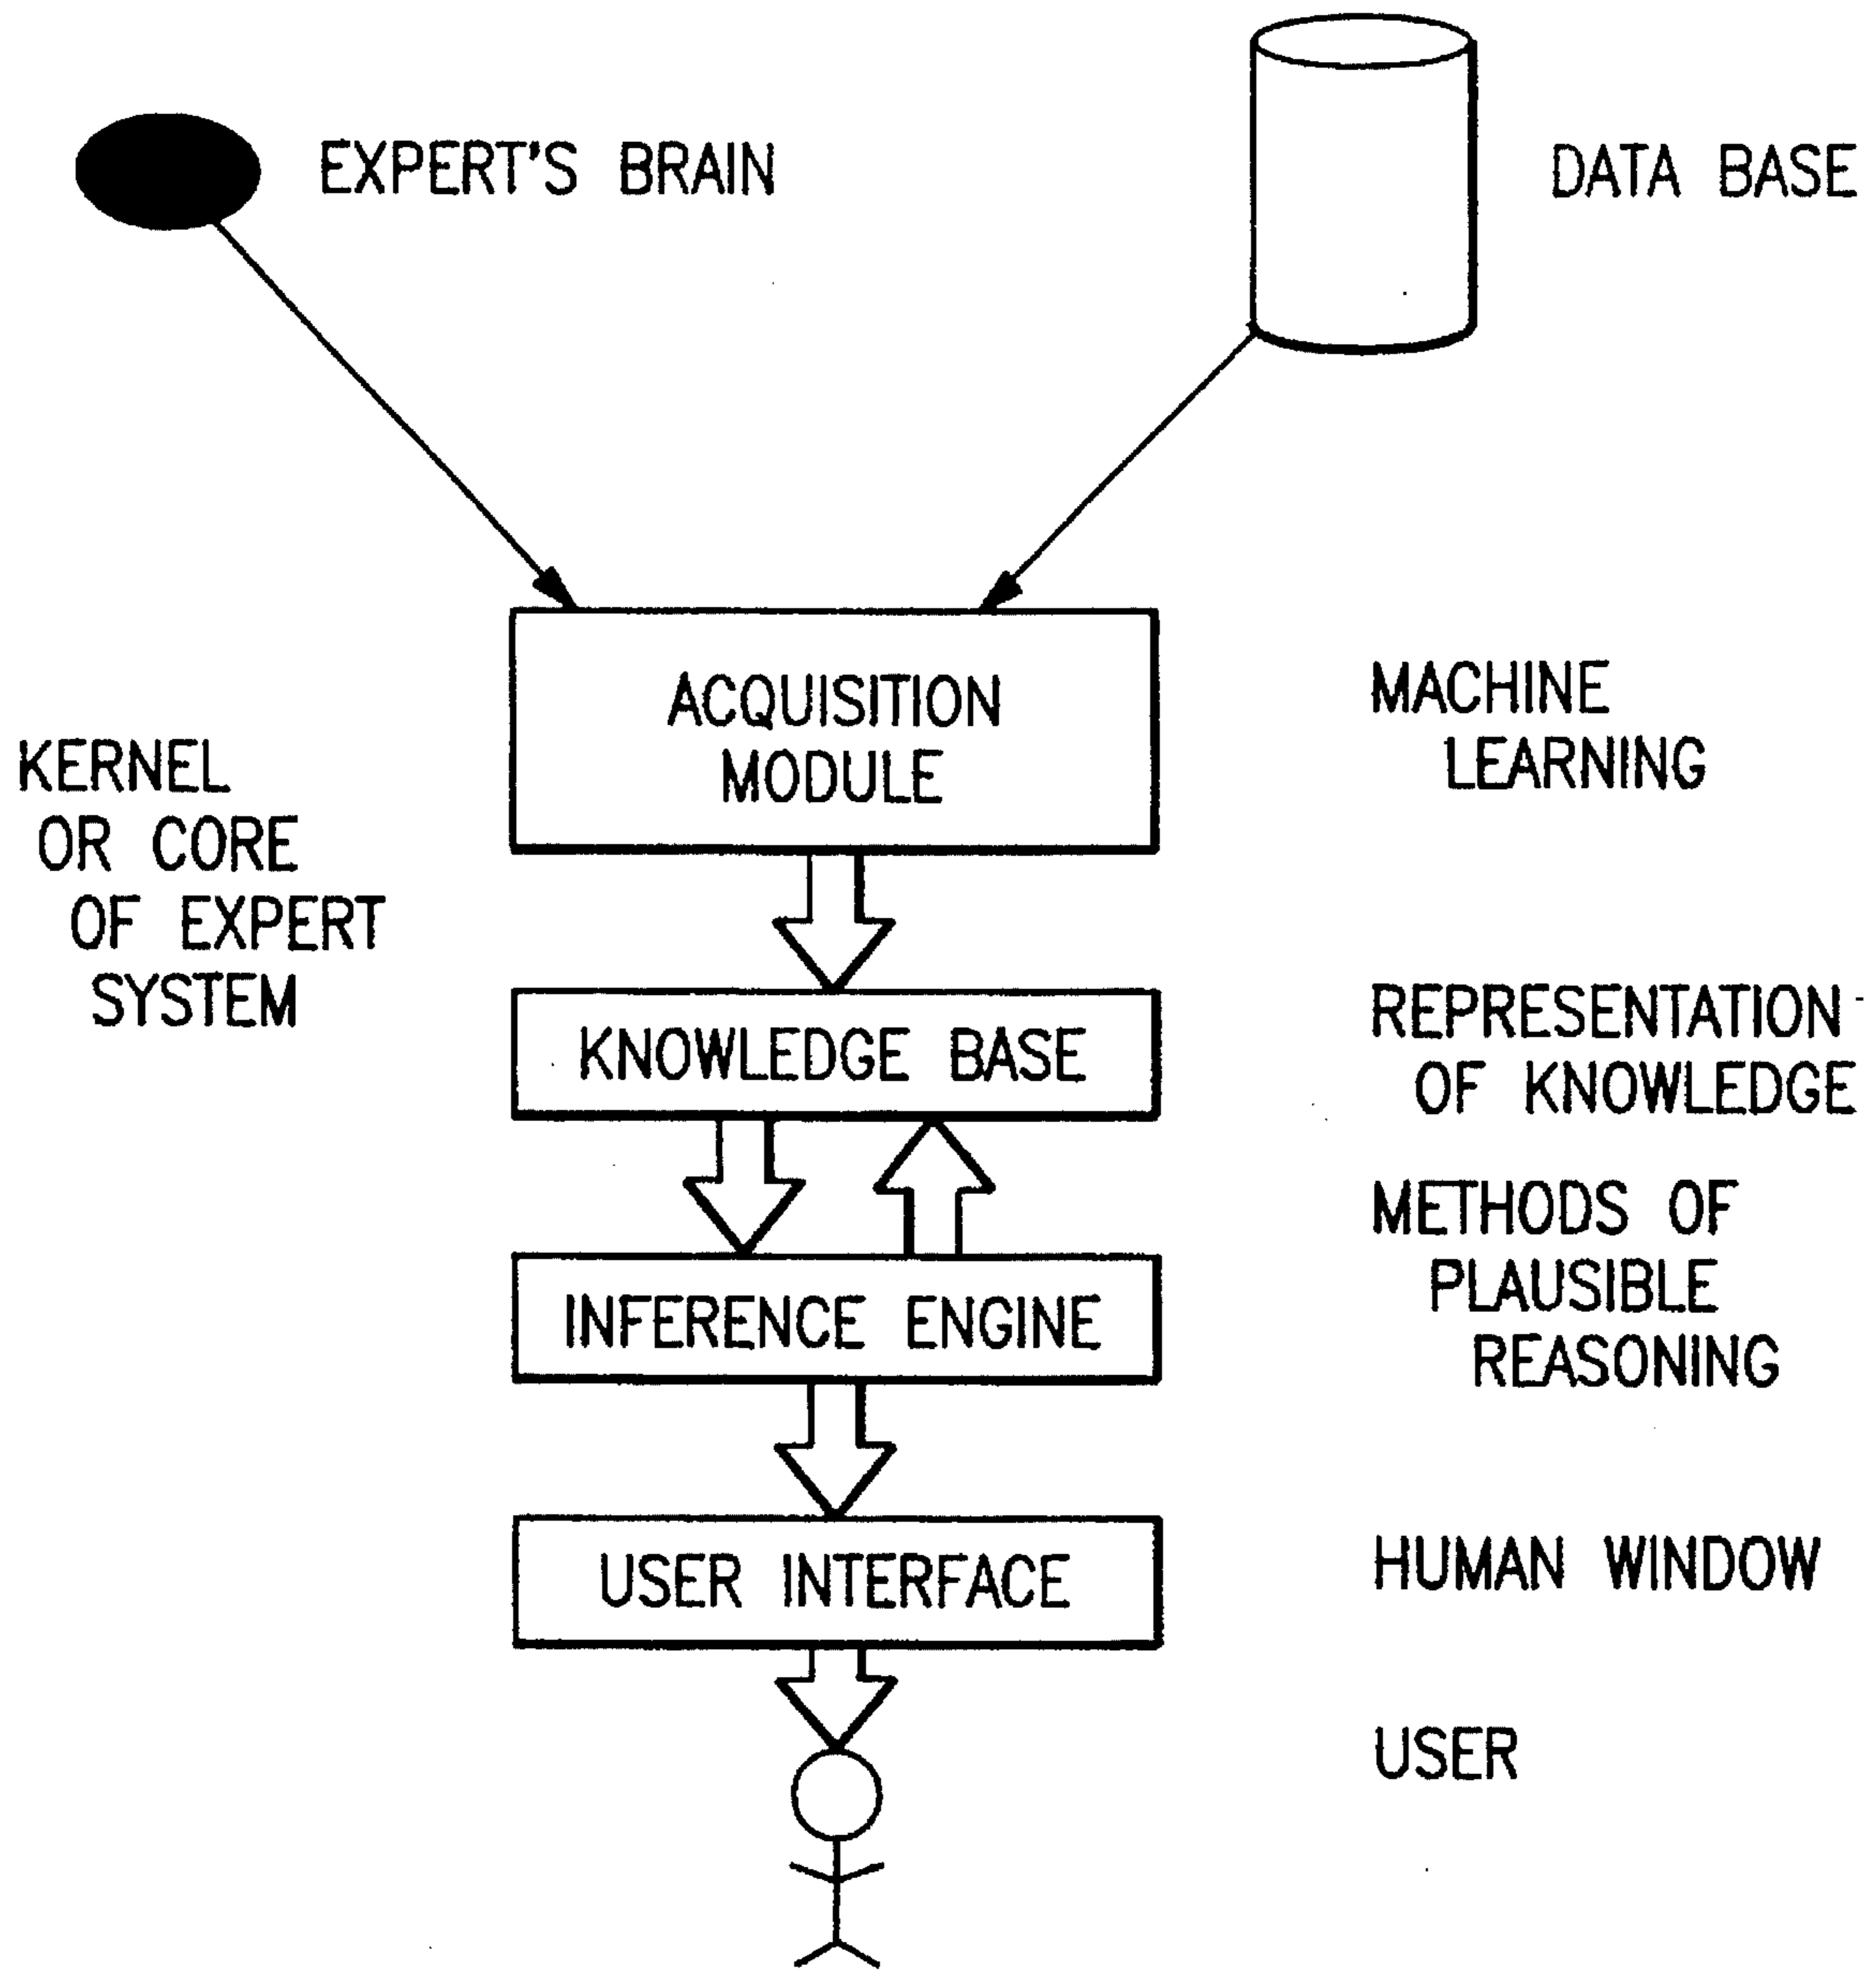 EXPERT'S BRAIN
DATA BASE
ACQUISITION
MODULE
MACHINE
LEARNING
KERNEL
OR CORE
OF EXPERT
SYSTEM
KNOWLEDGE BASE
REPRESENTATION
OF KNOWLEDGE
METHODS OF
PLAUSIBLE
REASONING
INFERENCE ENGINE
USER INTERFACE
HUMAN WINDOW
USER